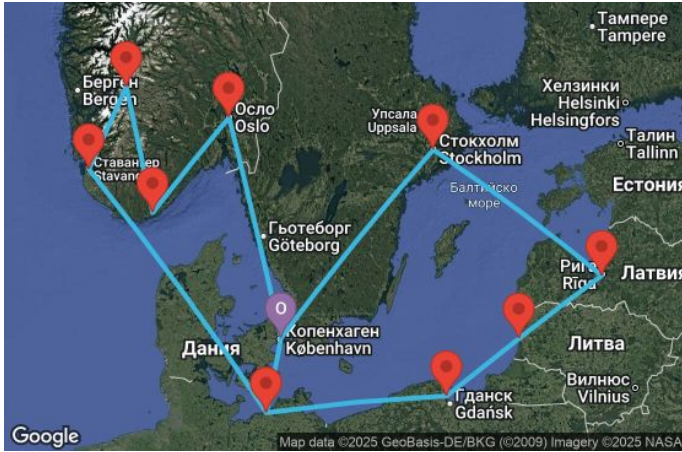 Тампере
Tampere
Берген
Bergen
Хелзинки
Helsinki
Helsingfors
Осло
Oslo
Упсала
Uppsala
Стокхолм
Stockholm
Талин
Tallinn
Ставангер
Stavang
Балтийско
море
Естония
Гьотеборг
Göteborg
Рига
Rīga
Латвия
O
Копенхаген
København
Дания
Литва
Вилнюс
Vilnius
Гданск
Gdańsk
Google
Map data ©2025 GeoBasis-DE/BKG (©2009) Imagery ©2025 NASA